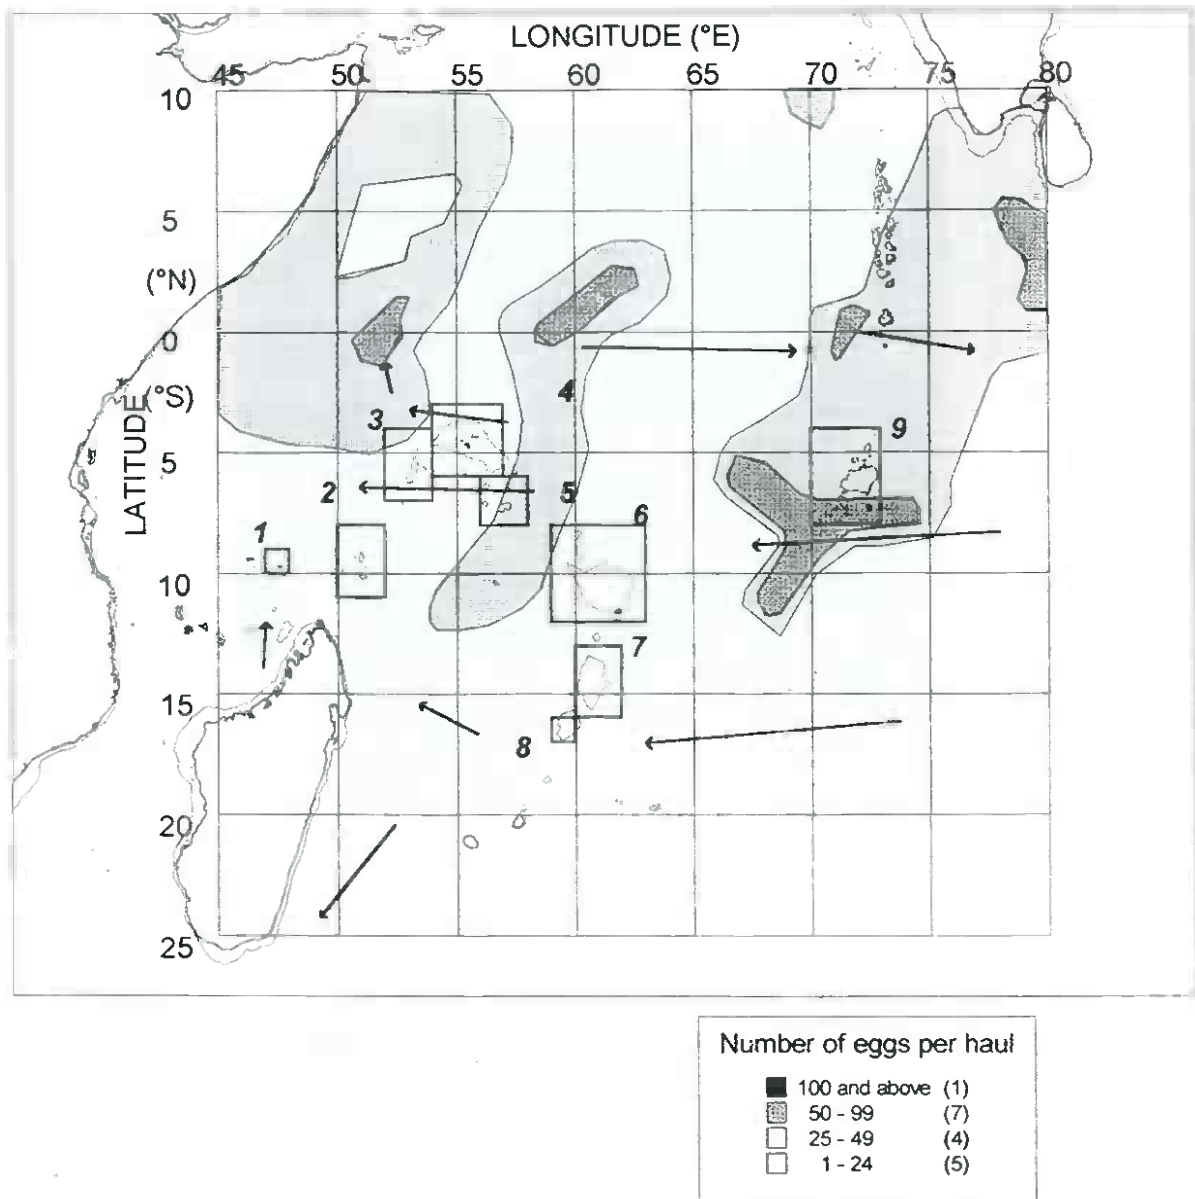 LONGITUDE (°E)
45 50 55 60 65 70 75 80
10
5
(°N)
0
(°S)
LATITUDE
5
10
15
20
25
1
2
3
4
5
6
7
8
9
Number of eggs per haul
100 and above (1)
50 - 99 (7)
25 - 49 (4)
1 - 24 (5)